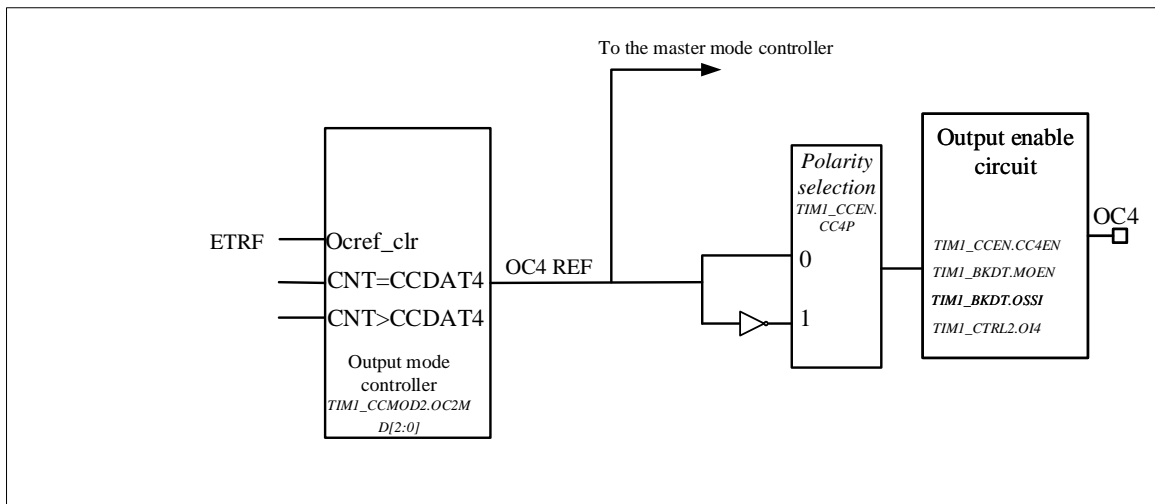 To the master mode controller
ETRF
Ocref_clr
CNT=CCDAT4
CNT>CCDAT4
Output mode
controller
TIM1_CCMOD2.OC2M
D[2:0]
OC4 REF
Polarity
selection
TIM1_CCEN.
CC4P
0
1
Output enable
circuit
TIM1_CCEN.CC4EN
TIM1_BKDT.MOEN
TIM1_BKDT.OSSI
TIM1_CTRL2.OI4
OC4